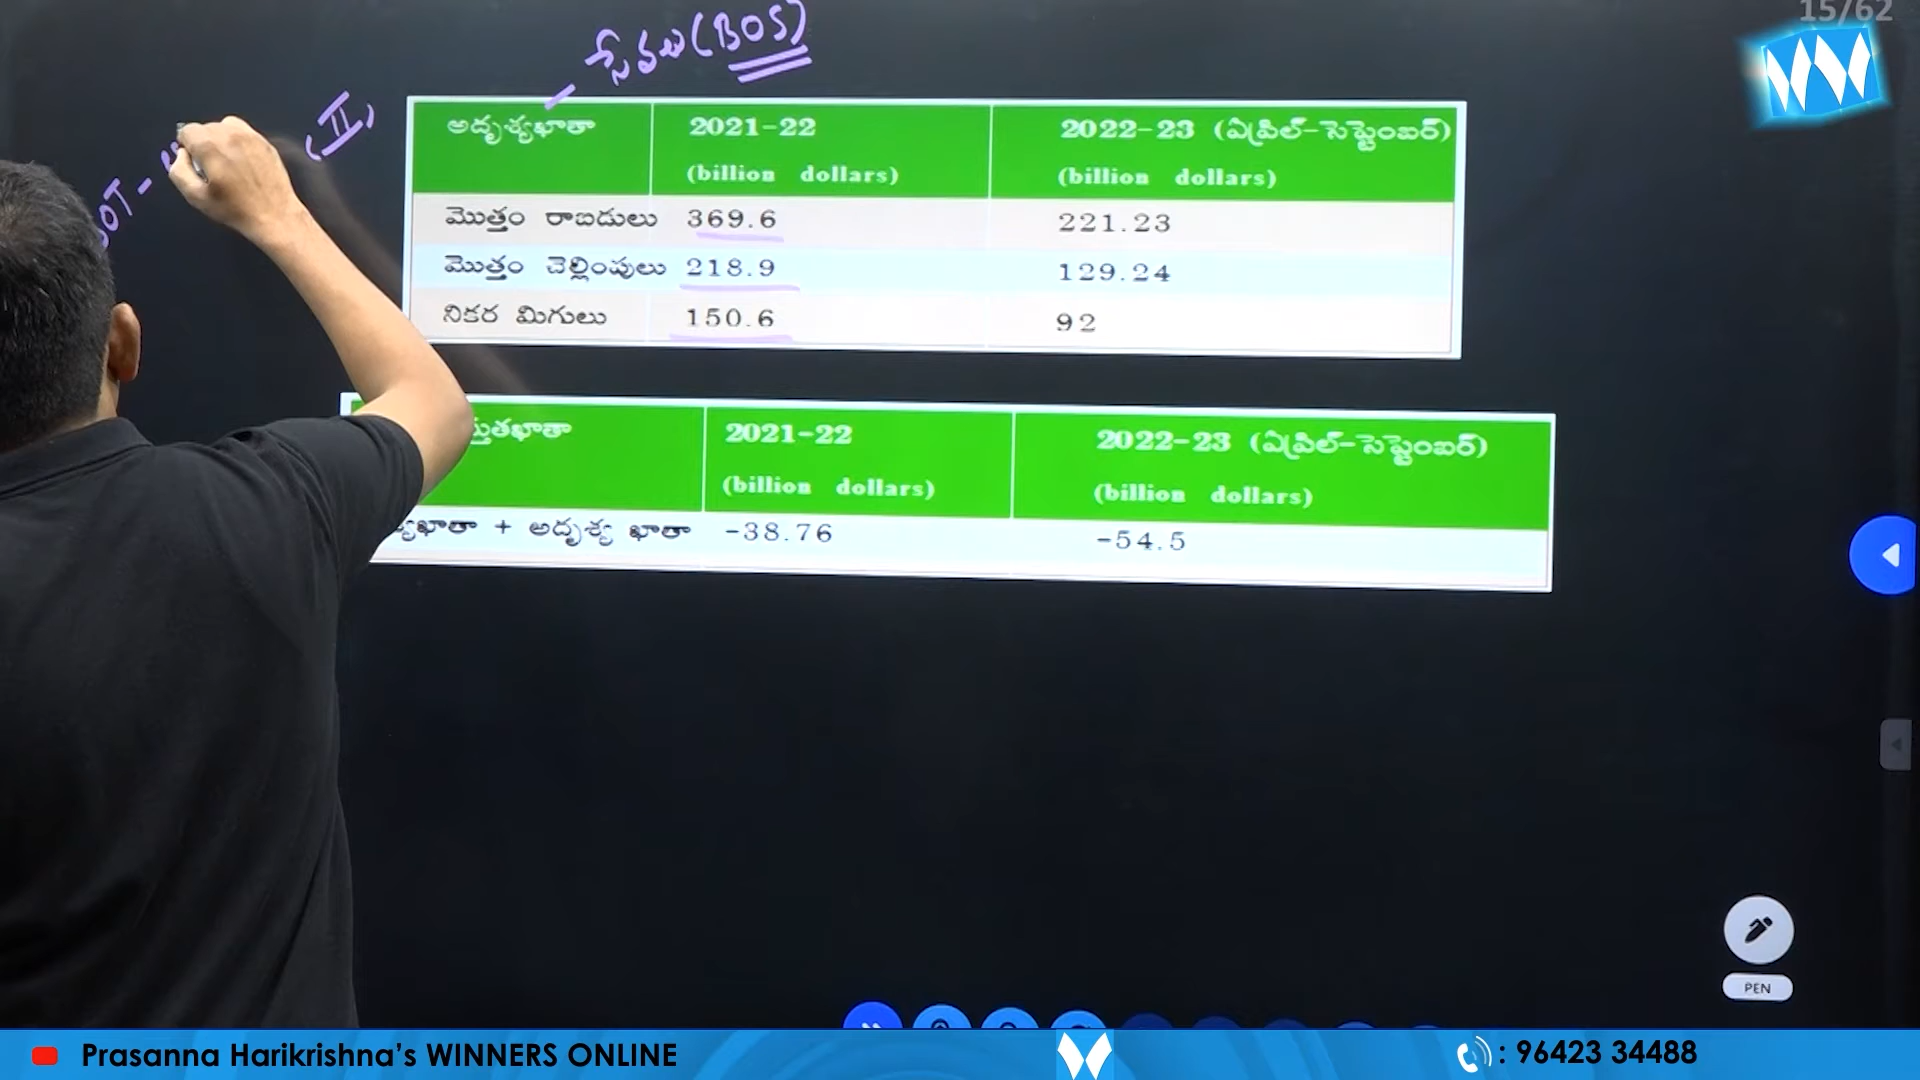 15/62
సేవలు (BOS)
(II)
అదృశ్యఖాతా 2021-22 2022-23 (ఏప్రిల్-సెప్టెంబర్)
(billion dollars) (billion dollars)
మొత్తం రాబడులు 369.6 221.23
మొత్తం చెల్లింపులు 218.9 129.24
నికర మిగులు 150.6 92
2021-22 2022-23 (ఏప్రిల్-సెప్టెంబర్)
(billion dollars) (billion dollars)
+ అదృశ్య ఖాతా -38.76 -54.5
PEN
Prasanna Harikrishna's WINNERS ONLINE : 96423 34488